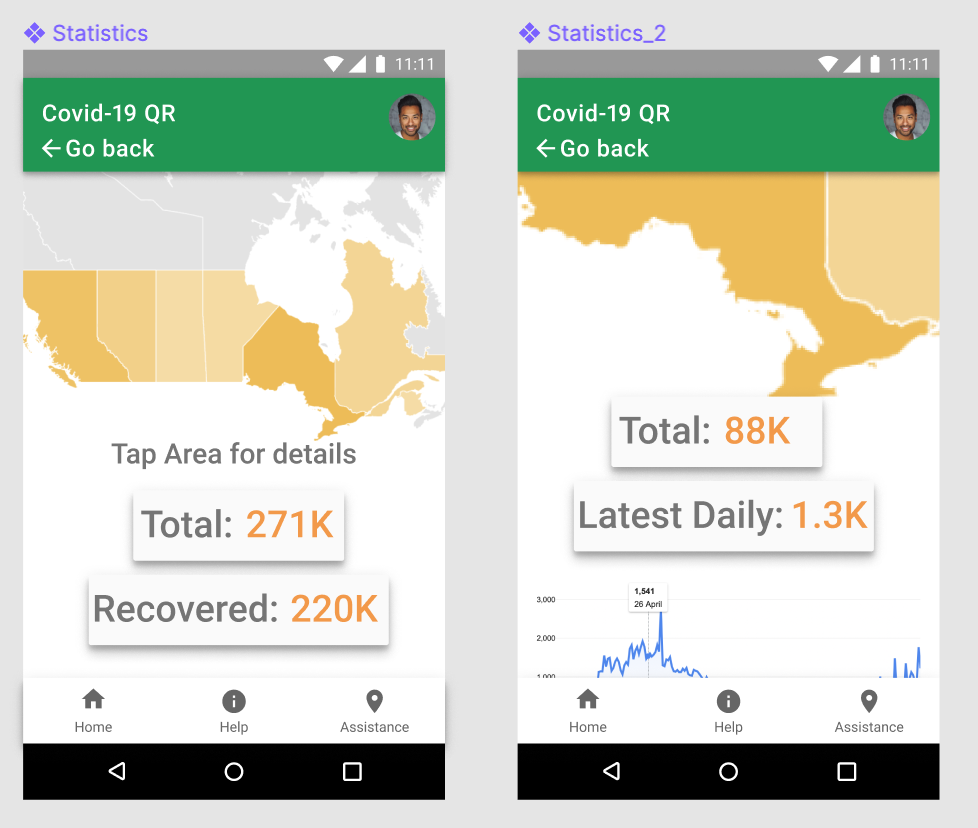 Statistics
11:11
Covid-19 QR
Go back
Tap Area for details
Total: 271K
Recovered: 220K
Home
Help
Assistance
Statistics_2
11:11
Covid-19 QR
Go back
Total: 88K
Latest Daily: 1.3K
1,541
26 April
3,000
2,000
1,000
Home
Help
Assistance